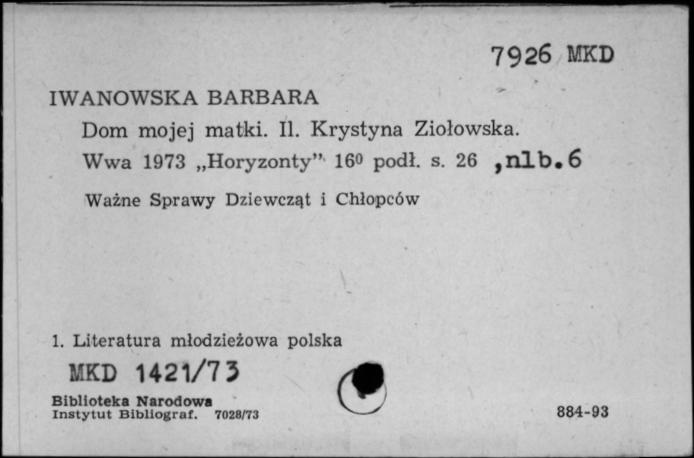 7926 MKD
IWANOWSKA BARBARA
Dom mojej matki. Il. Krystyna Ziołowska.
Wwa 1973 „Horyzonty” 16⁰ podł. s. 26 ,nlb.6
Ważne Sprawy Dziewcząt i Chłopców
1. Literatura młodzieżowa polska
MKD 1421/73
Biblioteka Narodowa
Instytut Bibliograf. 7028/73
884-93